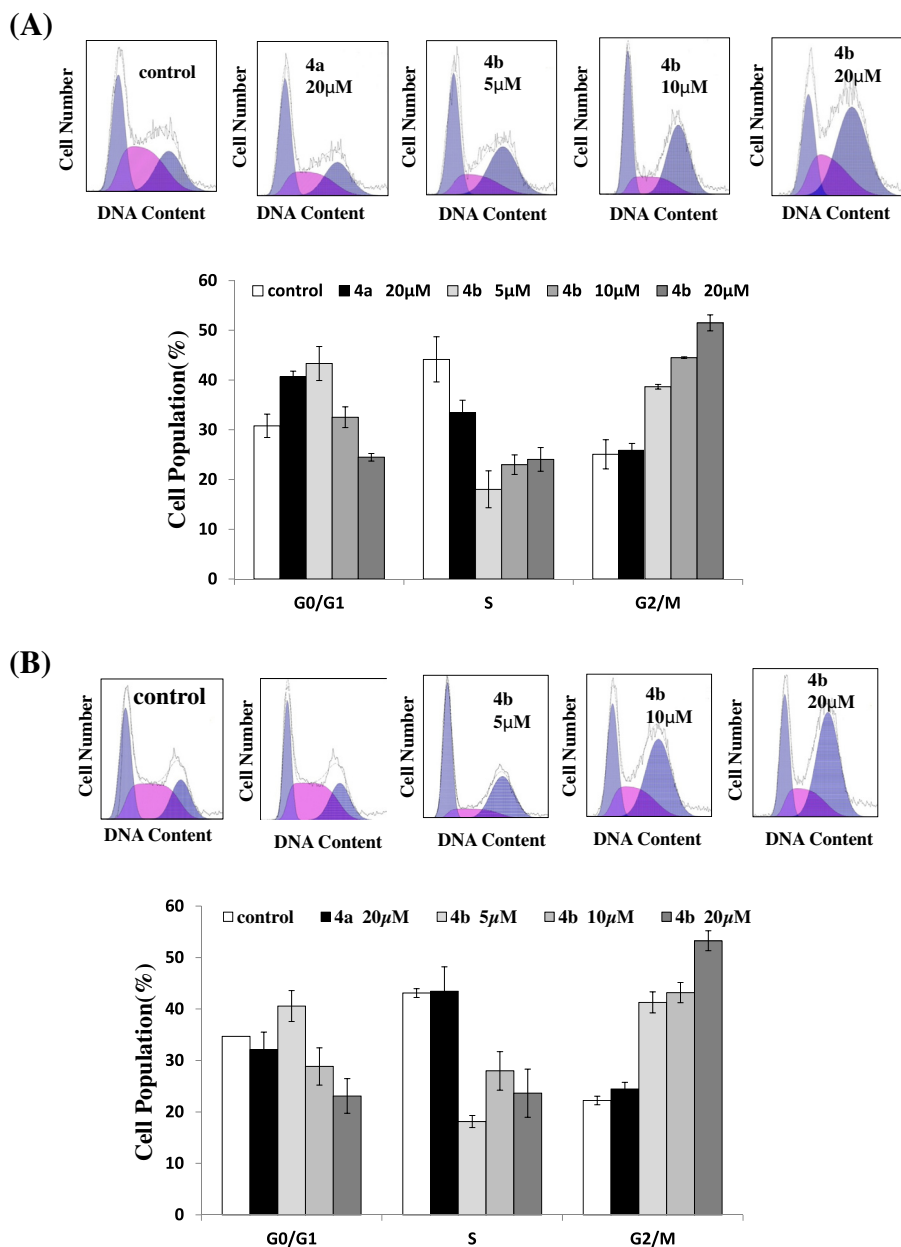 (A)
control
4a
20μM
4b
5μM
4b
10μM
4b
20μM
Cell Number
Cell Number
Cell Number
Cell Number
Cell Number
DNA Content
DNA Content
DNA Content
DNA Content
DNA Content
control 4a 20μM 4b 5μM 4b 10μM 4b 20μM
Cell Population(%)
60
50
40
30
20
10
0
G0/G1 S G2/M
(B)
control
4b
5μM
4b
10μM
4b
20μM
Cell Number
Cell Number
Cell Number
Cell Number
Cell Number
DNA Content
DNA Content
DNA Content
DNA Content
DNA Content
control 4a 20μM 4b 5μM 4b 10μM 4b 20μM
Cell Population(%)
60
50
40
30
20
10
0
G0/G1 S G2/M